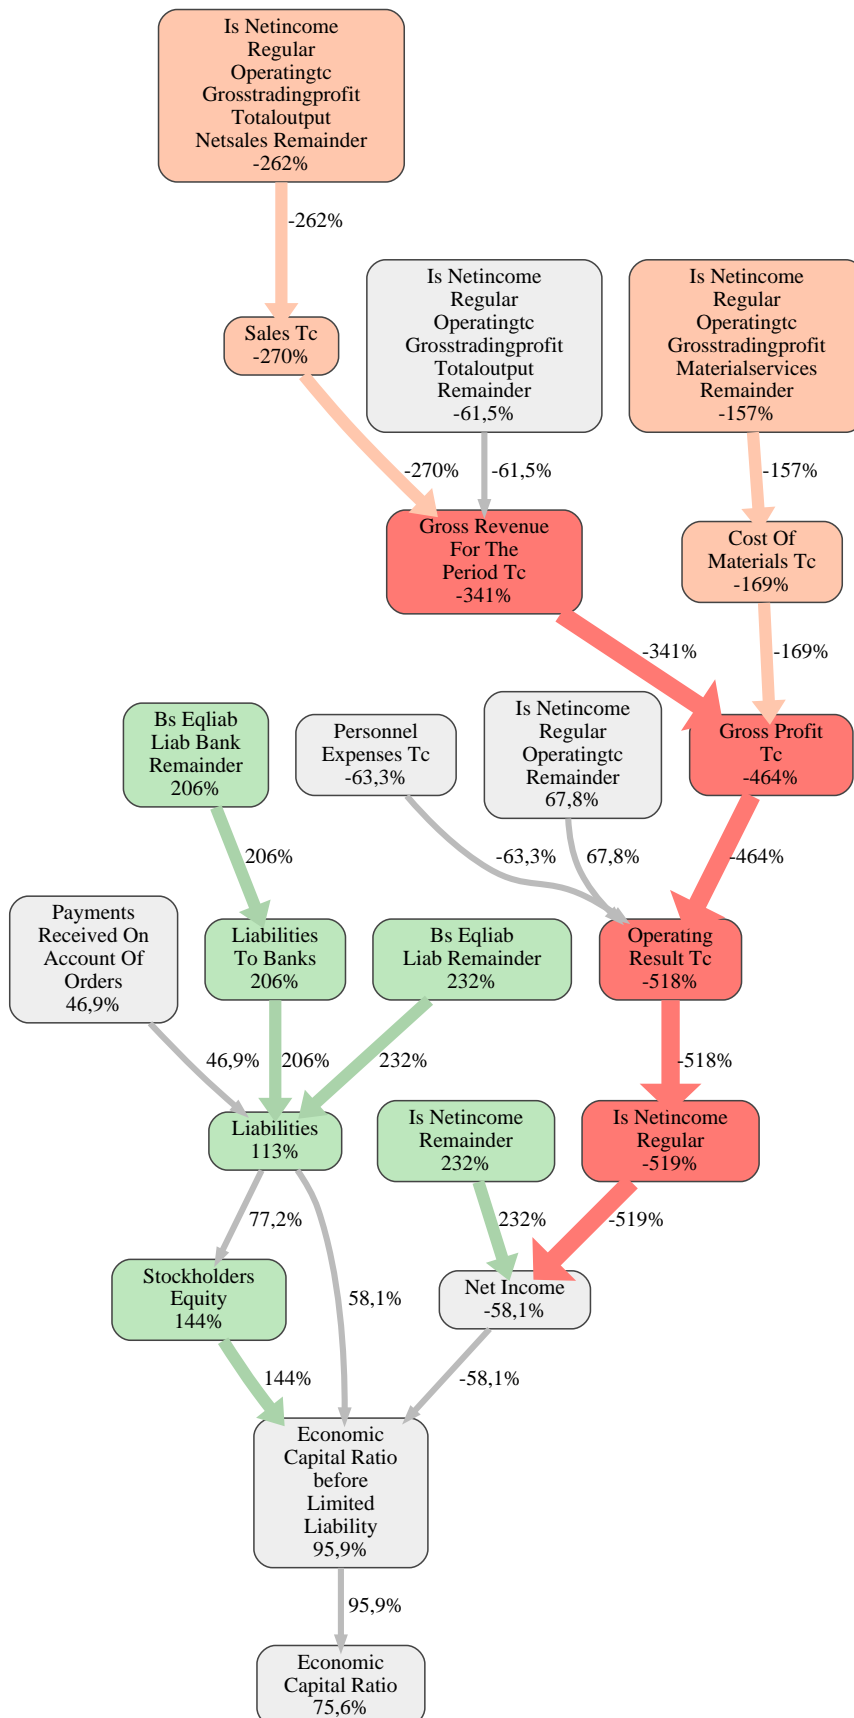 Is Netincome
Regular
Operatingtc
Grosstradingprofit
Totaloutput
Netsales Remainder
-262%
-262%
Is Netincome
Regular
Operatingtc
Grosstradingprofit
Totaloutput
Remainder
-61,5%
Is Netincome
Regular
Operatingtc
Grosstradingprofit
Materialservices
Remainder
-157%
Sales Tc
-270%
-270%
-61,5%
-157%
Gross Revenue
For The
Period Tc
-341%
Cost Of
Materials Tc
-169%
-341%
-169%
Bs Eqliab
Liab Bank
Remainder
206%
Personnel
Expenses Tc
-63,3%
Is Netincome
Regular
Operatingtc
Remainder
67,8%
Gross Profit
Tc
-464%
206%
-63,3%
67,8%
-464%
Payments
Received On
Account Of
Orders
46,9%
Liabilities
To Banks
206%
Bs Eqliab
Liab Remainder
232%
Operating
Result Tc
-518%
46,9%
206%
232%
-518%
Liabilities
113%
Is Netincome
Remainder
232%
Is Netincome
Regular
-519%
77,2%
58,1%
232%
-519%
Stockholders
Equity
144%
Net Income
-58,1%
144%
-58,1%
Economic
Capital Ratio
before
Limited
Liability
95,9%
95,9%
Economic
Capital Ratio
75,6%